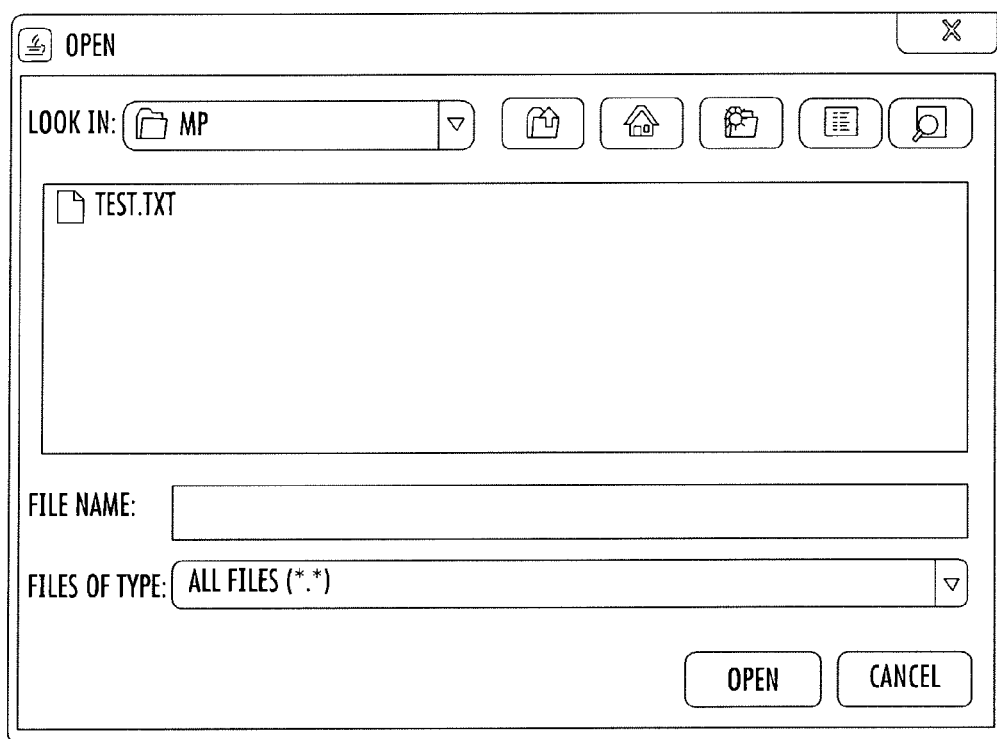 OPEN
X
LOOK IN: MP
TEST.TXT
FILE NAME:
FILES OF TYPE: ALL FILES (*.*)
OPEN CANCEL